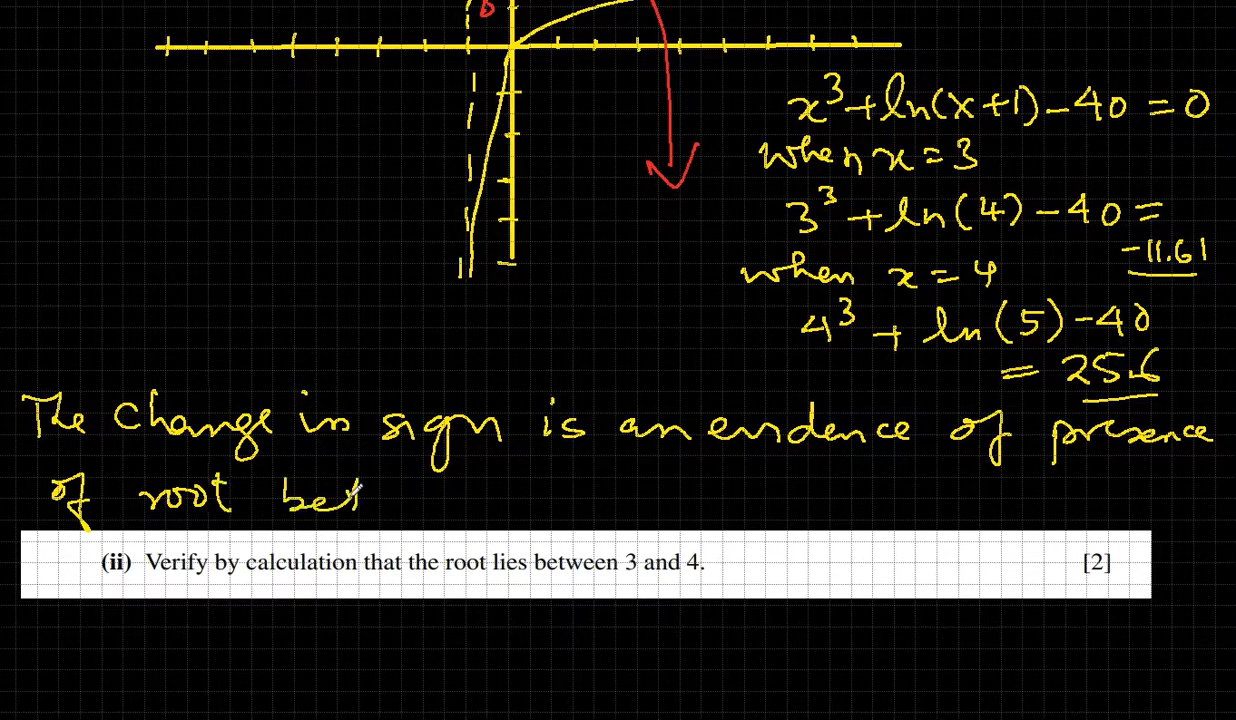 x³+ln(x+1)-40=0
when x=3
3³+ln(4)-40=
-11.61
when x=4
4³+ln(5)-40
=25.6
The change in sign is an evidence of presence
of root bet
(ii) Verify by calculation that the root lies between 3 and 4. [2]